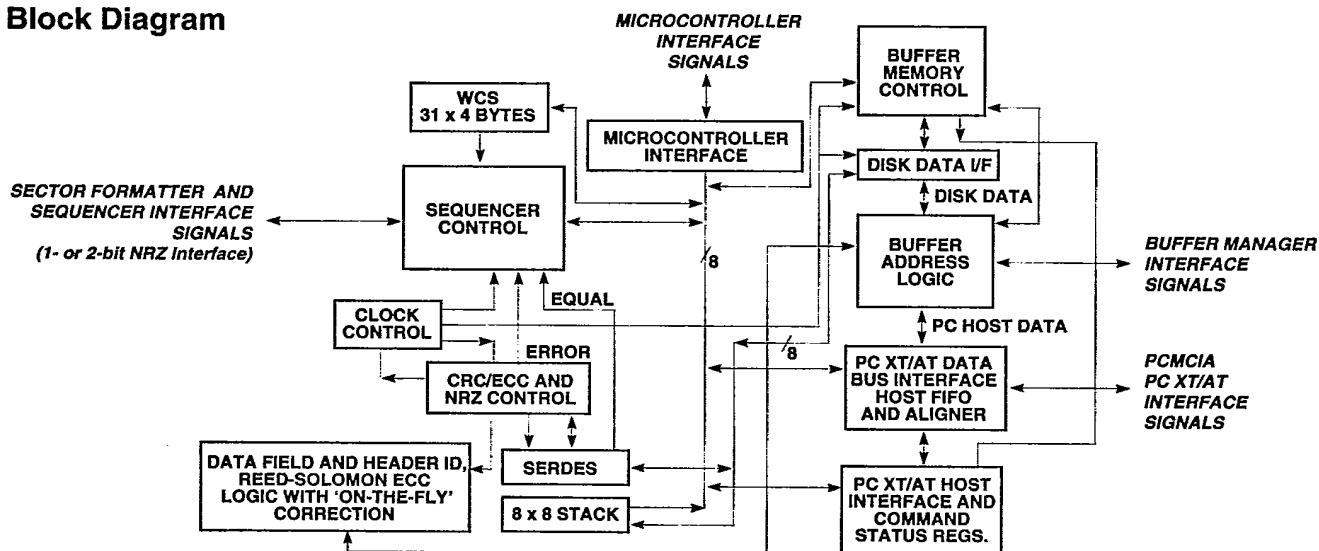 Block Diagram
MICROCONTROLLER
INTERFACE
SIGNALS
BUFFER
MEMORY
CONTROL
WCS
31 x 4 BYTES
MICROCONTROLLER
INTERFACE
DISK DATA I/F
DISK DATA
SECTOR FORMATTER AND
SEQUENCER INTERFACE
SIGNALS
(1- or 2-bit NRZ Interface)
SEQUENCER
CONTROL
BUFFER
ADDRESS
LOGIC
BUFFER MANAGER
INTERFACE
SIGNALS
8
EQUAL
CLOCK
CONTROL
PC HOST DATA
8
ERROR
CRC/ECC AND
NRZ CONTROL
PC XT/AT DATA
BUS INTERFACE
HOST FIFO
AND ALIGNER
PCMCIA
PC XT/AT
INTERFACE
SIGNALS
DATA FIELD AND HEADER ID,
REED-SOLOMON ECC
LOGIC WITH 'ON-THE-FLY'
CORRECTION
SERDES
8 x 8 STACK
PC XT/AT HOST
INTERFACE AND
COMMAND
STATUS REGS.